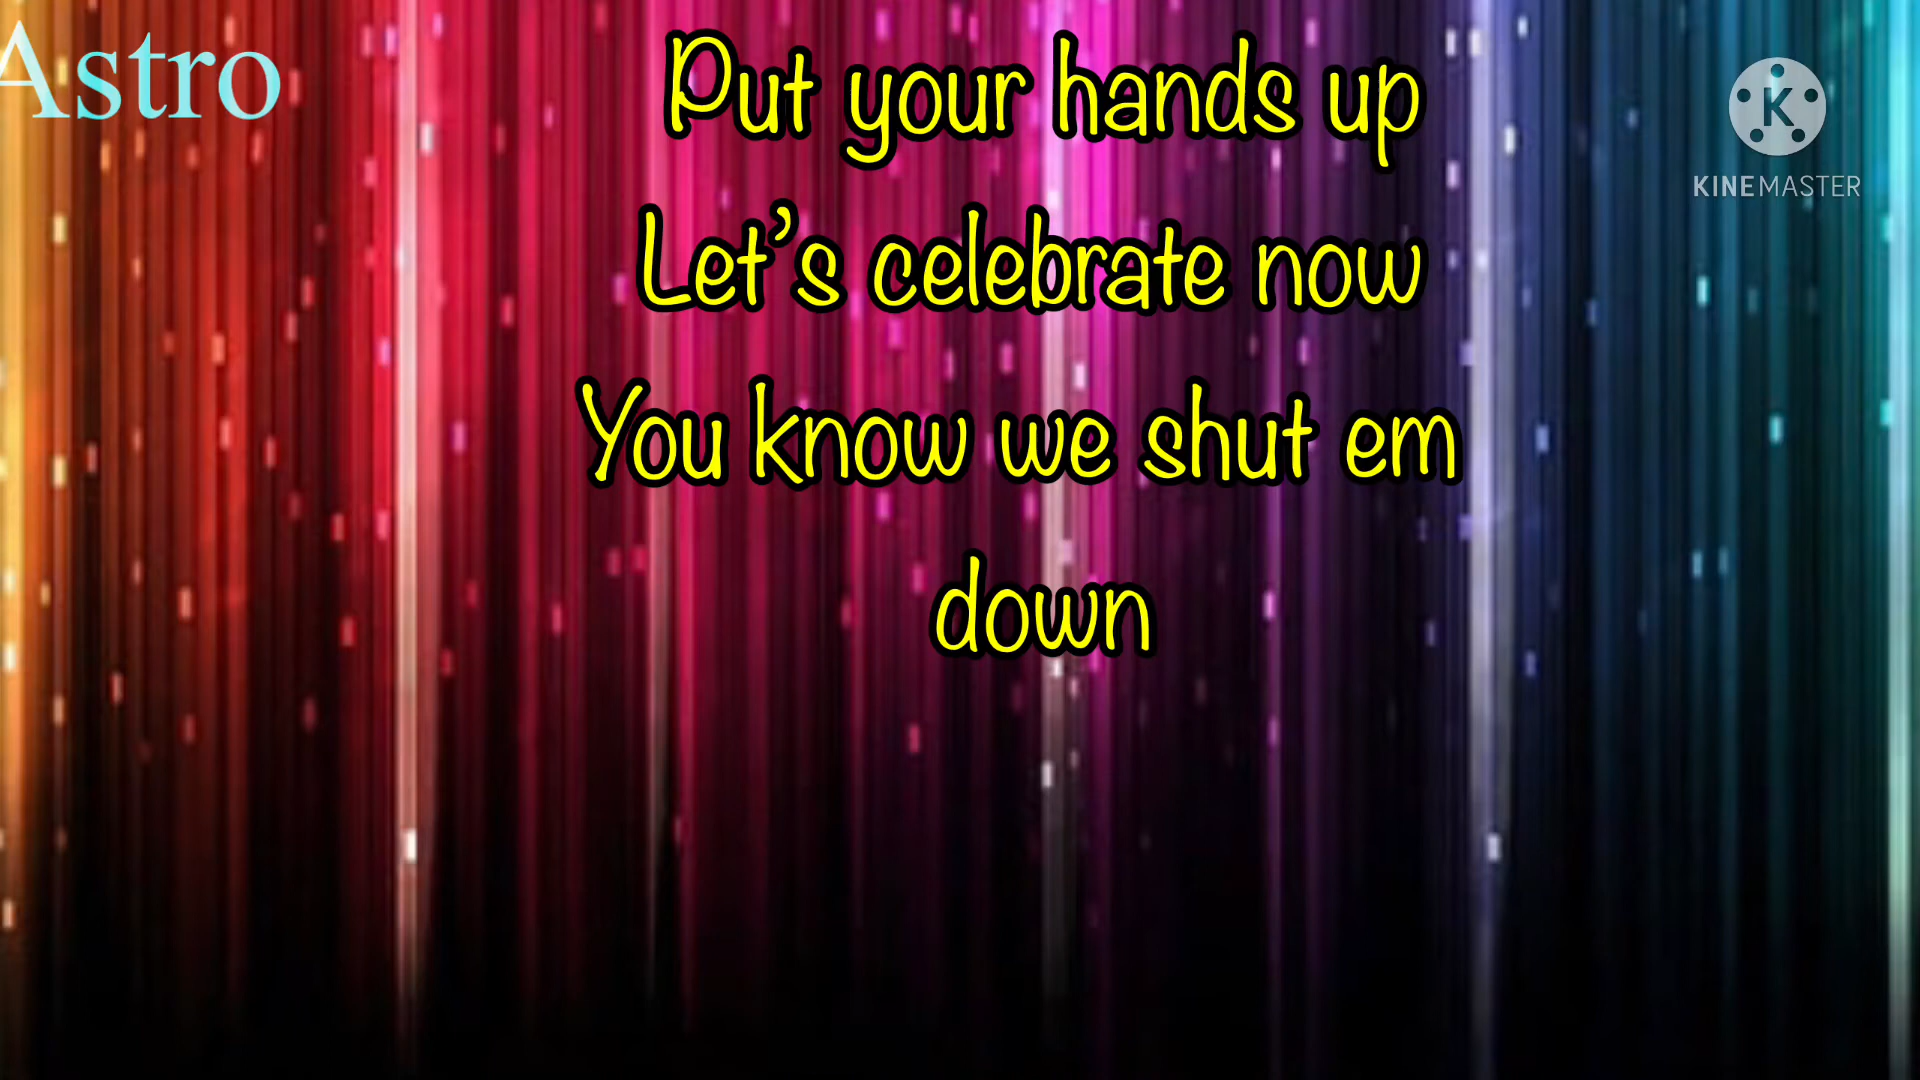 Astro
Put your hands up
Let's celebrate now
You know we shut em
down
K
KINEMASTER